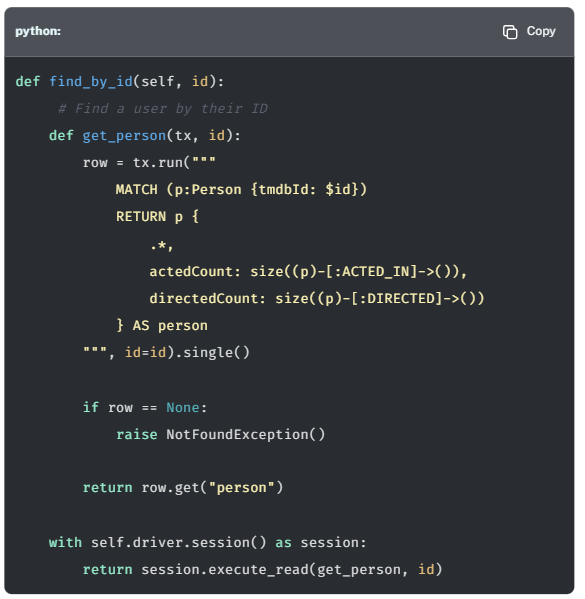 python:
Copy
def find_by_id(self, id):
     # Find a user by their ID
    def get_person(tx, id):
        row = tx.run("""
            MATCH (p:Person {tmdbId: $id})
            RETURN p {
                .*,
                actedCount: size((p)-[:ACTED_IN]->()),
                directedCount: size((p)-[:DIRECTED]->())
            } AS person
        """, id=id).single()

        if row == None:
            raise NotFoundException()

        return row.get("person")

    with self.driver.session() as session:
        return session.execute_read(get_person, id)